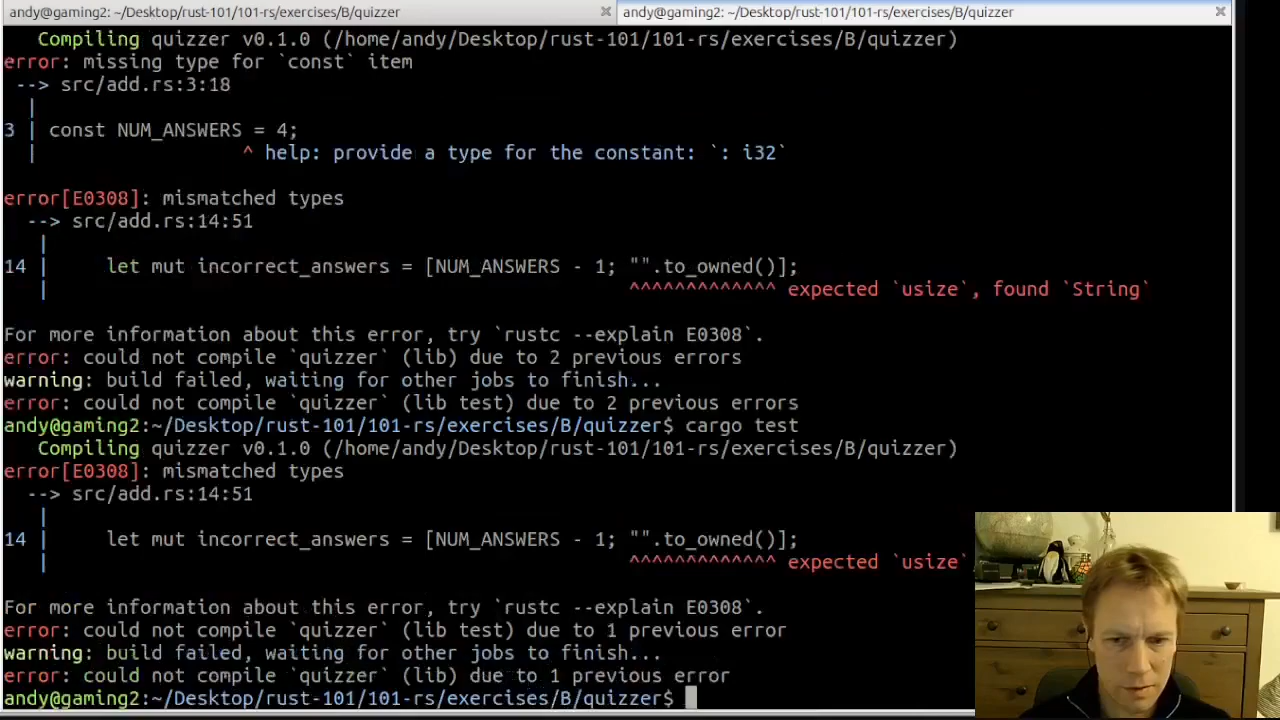 andy@gaming2: ~/Desktop/rust-101/101-rs/exercises/B/quizzer × andy@gaming2: ~/Desktop/rust-101/101-rs/exercises/B/quizzer ×
   Compiling quizzer v0.1.0 (/home/andy/Desktop/rust-101/101-rs/exercises/B/quizzer)
error: missing type for `const` item
 --> src/add.rs:3:18
  |
3 | const NUM_ANSWERS = 4;
  |                  ^ help: provide a type for the constant: `: i32`

error[E0308]: mismatched types
  --> src/add.rs:14:51
   |
14 |     let mut incorrect_answers = [NUM_ANSWERS - 1; "".to_owned()];
   |                                                   ^^^^^^^^^^^^^ expected `usize`, found `String`

For more information about this error, try `rustc --explain E0308`.
error: could not compile `quizzer` (lib) due to 2 previous errors
warning: build failed, waiting for other jobs to finish...
error: could not compile `quizzer` (lib test) due to 2 previous errors
andy@gaming2:~/Desktop/rust-101/101-rs/exercises/B/quizzer$ cargo test
   Compiling quizzer v0.1.0 (/home/andy/Desktop/rust-101/101-rs/exercises/B/quizzer)
error[E0308]: mismatched types
  --> src/add.rs:14:51
   |
14 |     let mut incorrect_answers = [NUM_ANSWERS - 1; "".to_owned()];
   |                                                   ^^^^^^^^^^^^^ expected `usize`

For more information about this error, try `rustc --explain E0308`.
error: could not compile `quizzer` (lib test) due to 1 previous error
warning: build failed, waiting for other jobs to finish...
error: could not compile `quizzer` (lib) due to 1 previous error
andy@gaming2:~/Desktop/rust-101/101-rs/exercises/B/quizzer$